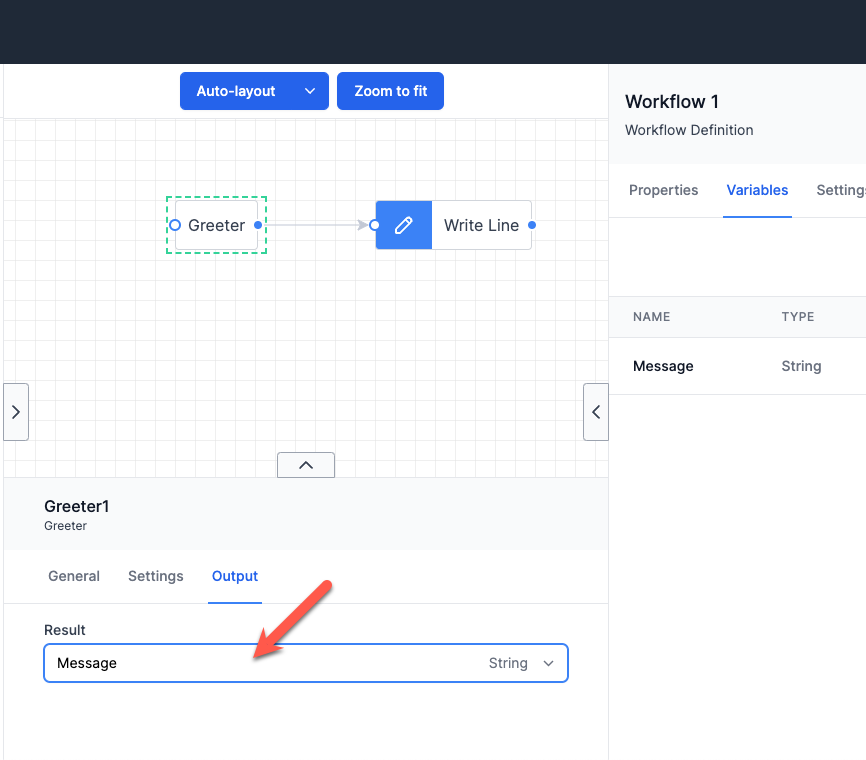 Auto-layout
Zoom to fit
Workflow 1
Workflow Definition
Properties Variables Setting
NAME TYPE
Message String
Greeter
Write Line
Greeter1
Greeter
General Settings Output
Result
Message String